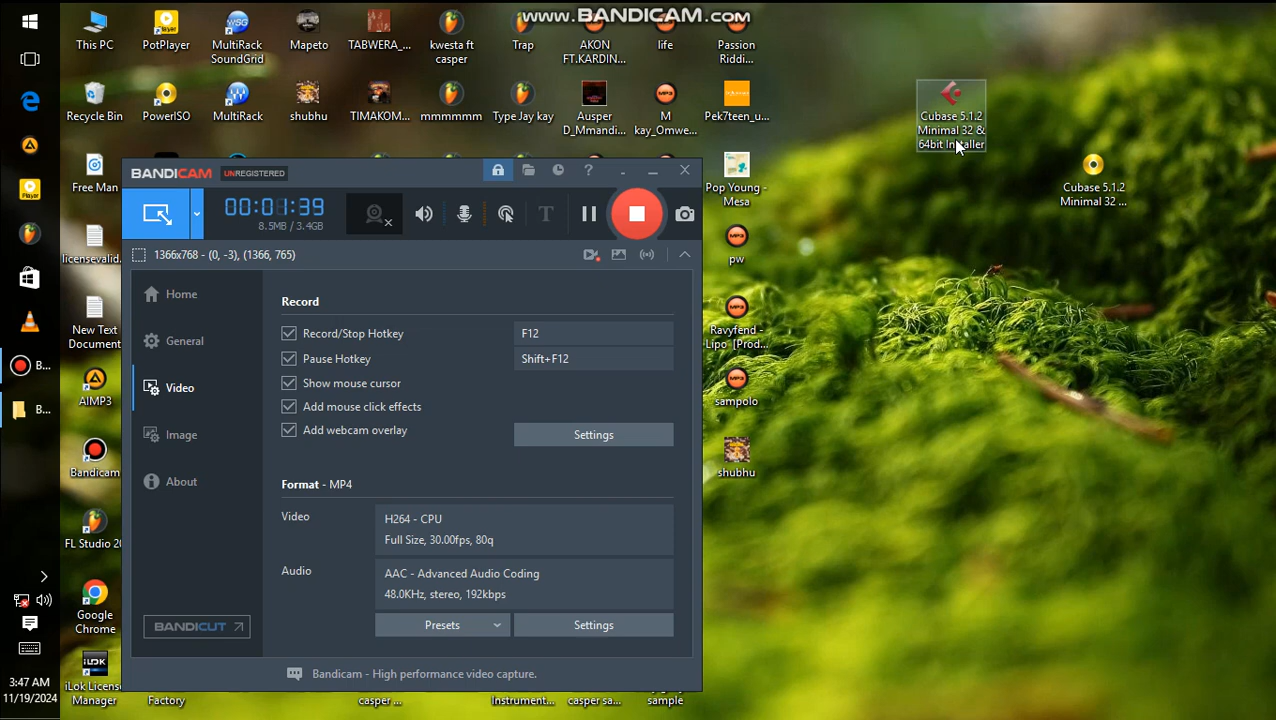 www.BANDICAM.com
This PC
PotPlayer
MultiRack
SoundGrid
Mapeto
TABWERA_...
kwesta ft
casper
Trap
AKON
FT.KARDIN...
life
Passion
Riddi...
Recycle Bin
PowerISO
MultiRack
shubhu
TIMAKOM...
mmmmmm
Type Jay kay
Ausper
D_Mmandi...
M
kay_Omwe...
Pek7teen_u...
Cubase 5.1.2
Minimal 32 &
64bit Installer
Cubase 5.1.2
Minimal 32 ...
Free Man
Pop Young -
Mesa
BANDICAM UNREGISTERED
00:01:39
8.5MB / 3.4GB
1366x768 - (0, -3), (1366, 765)
licensevalid...
pw
New Text
Document
Ravyfend -
Lipo [Prod...
AIMP3
sampolo
Bandicam
shubhu
FL Studio 20
Google
Chrome
iLok License
Manager
Home
General
Video
Image
About
BANDICUT
Record
Record/Stop Hotkey
F12
Pause Hotkey
Shift+F12
Show mouse cursor
Add mouse click effects
Add webcam overlay
Settings
Format - MP4
Video
H264 - CPU
Full Size, 30.00fps, 80q
Audio
AAC - Advanced Audio Coding
48.0KHz, stereo, 192kbps
Presets
Settings
Bandicam - High performance video capture.
Factory
casper ...
Instrument...
casper sa...
sample
B...
B...
3:47 AM
11/19/2024